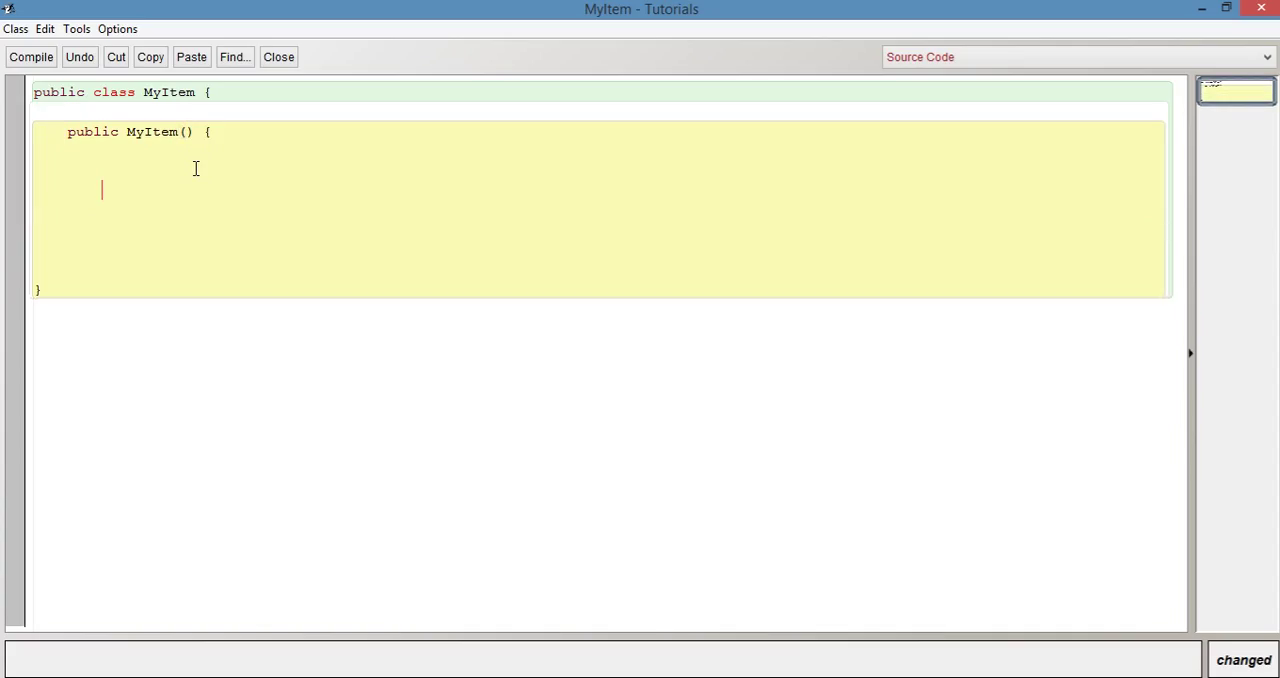 MyItem - Tutorials
Class Edit Tools Options
Compile Undo Cut Copy Paste Find... Close Source Code
public class MyItem {
public MyItem() {
}
changed